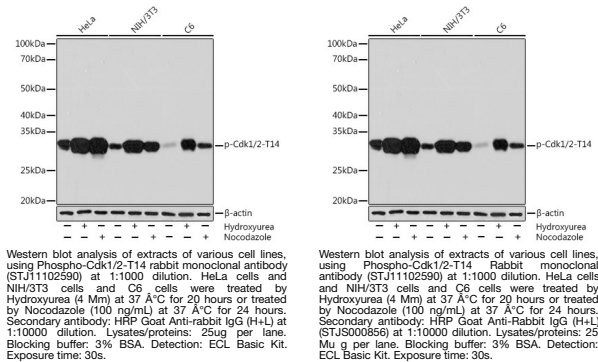 HeLa NIH/3T3 C6
100kDa
70kDa
50kDa
40kDa
35kDa
p-Cdk1/2-T14
25kDa
20kDa
β-actin
− + − − + − − + − Hydroxyurea
− − + − − + − − + Nocodazole
Western blot analysis of extracts of various cell lines,
using Phospho-Cdk1/2-T14 rabbit monoclonal antibody
(STJ11102590) at 1:1000 dilution. HeLa cells and
NIH/3T3 cells and C6 cells were treated by
Hydroxyurea (4 Mm) at 37 Å°C for 20 hours or treated
by Nocodazole (100 ng/mL) at 37 Å°C for 24 hours.
Secondary antibody: HRP Goat Anti-rabbit IgG (H+L) at
1:10000 dilution. Lysates/proteins: 25ug per lane.
Blocking buffer: 3% BSA. Detection: ECL Basic Kit.
Exposure time: 30s.
HeLa NIH/3T3 C6
100kDa
70kDa
50kDa
40kDa
35kDa
p-Cdk1/2-T14
25kDa
20kDa
β-actin
− + − − + − − + − Hydroxyurea
− − + − − + − − + Nocodazole
Western blot analysis of extracts of various cell lines,
using Phospho-Cdk1/2-T14 Rabbit monoclonal
antibody (STJ11102590) at 1:1000 dilution. HeLa cells
and NIH/3T3 cells and C6 cells were treated by
Hydroxyurea (4 Mm) at 37 Å°C for 20 hours or treated
by Nocodazole (100 ng/mL) at 37 Å°C for 24 hours.
Secondary antibody: HRP Goat Anti-Rabbit IgG (H+L)
(STJS000856) at 1:10000 dilution. Lysates/proteins: 25
Mu g per lane. Blocking buffer: 3% BSA. Detection:
ECL Basic Kit. Exposure time: 30s.